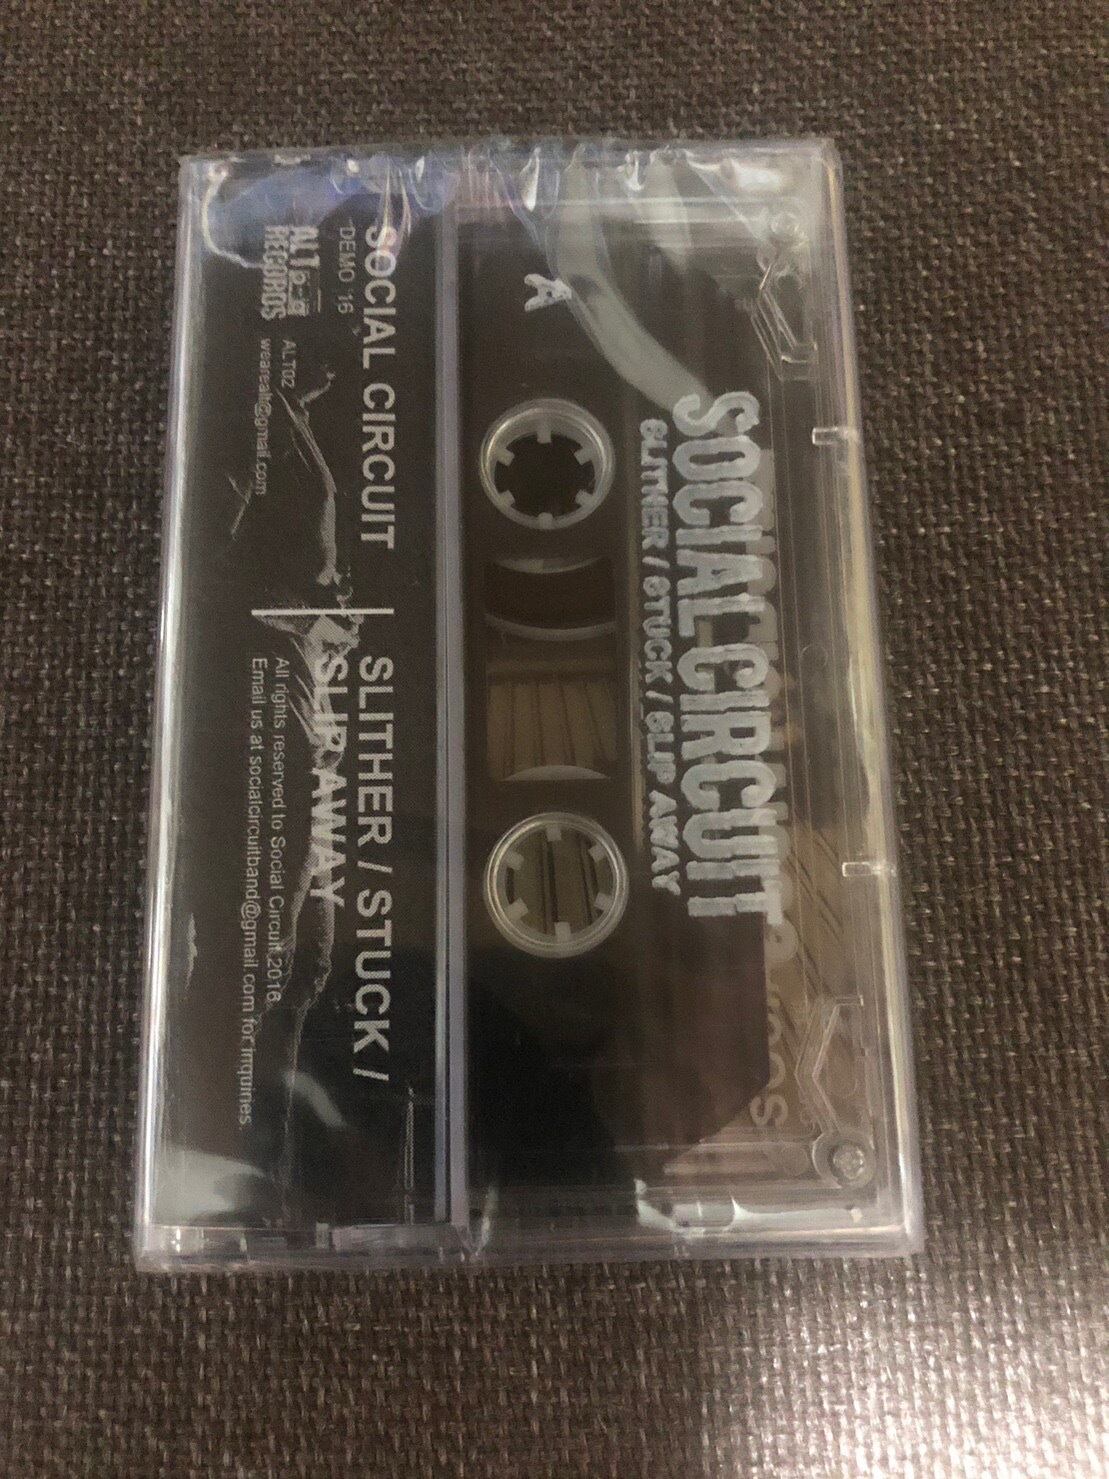 A
SOCIAL CIRCUIT
SLITHER / STUCK / SLIP AWAY
SOCIAL CIRCUIT
DEMO '16
ALT
RECORDS
ALT02
wearealt@gmail.com
SLITHER / STUCK /
SLIP AWAY
All rights reserved to Social Circuit 2016.
Email us at socialcircuitband@gmail.com for inquiries.